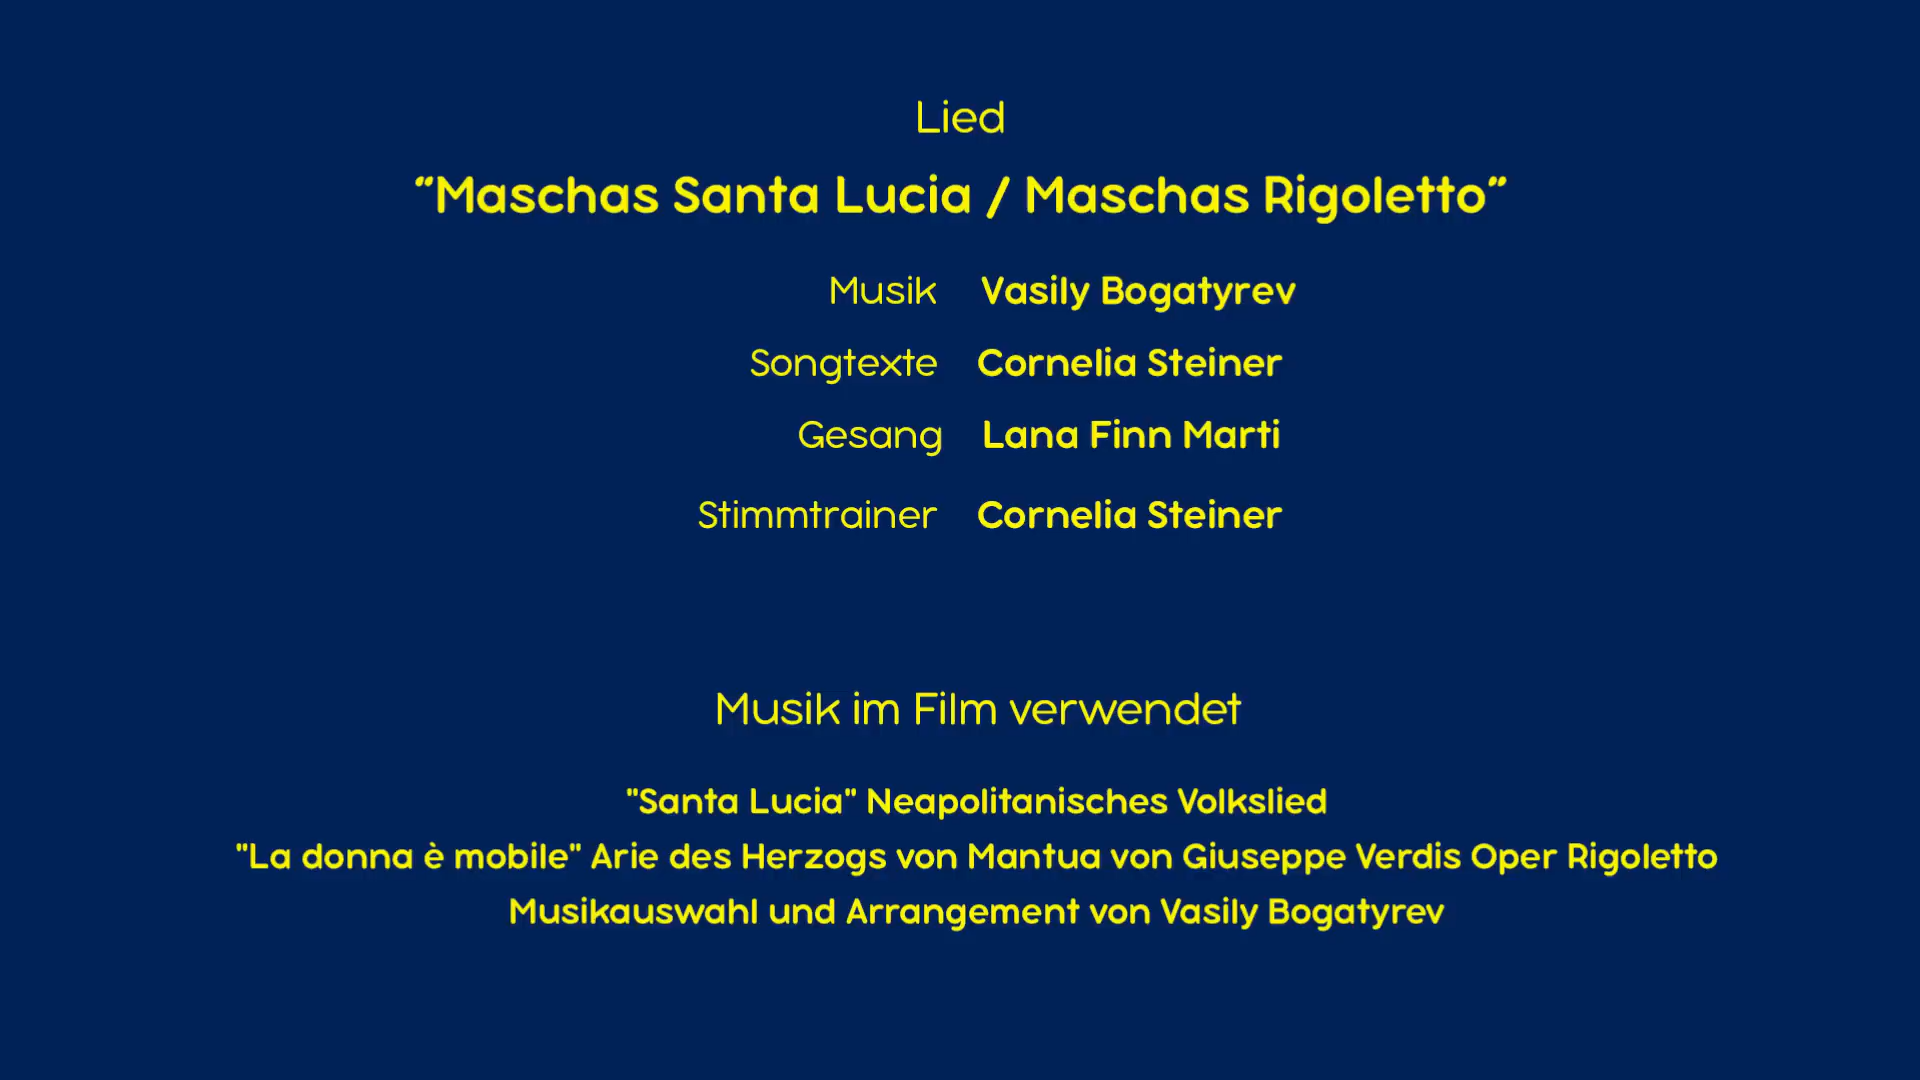 Lied
“Maschas Santa Lucia / Maschas Rigoletto”
Musik Vasily Bogatyrev
Songtexte Cornelia Steiner
Gesang Lana Finn Marti
Stimmtrainer Cornelia Steiner
Musik im Film verwendet
"Santa Lucia" Neapolitanisches Volkslied
"La donna è mobile" Arie des Herzogs von Mantua von Giuseppe Verdis Oper Rigoletto
Musikauswahl und Arrangement von Vasily Bogatyrev